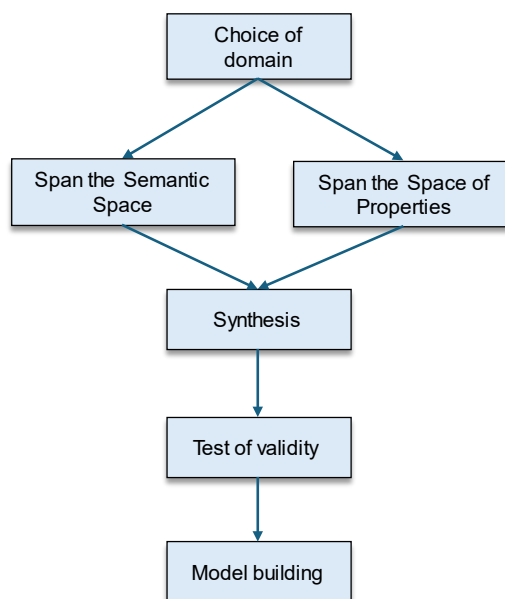 Choice of
domain
Span the Semantic
Space
Span the Space of
Properties
Synthesis
Test of validity
Model building